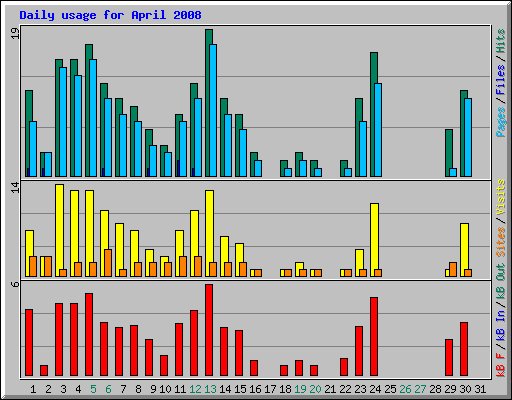 Daily usage for April 2008
19
14
6
Pages / Files / Hits
Sites / Visits
kB F / kB In / kB Out
1 2 3 4 5 6 7 8 9 10 11 12 13 14 15 16 17 18 19 20 21 22 23 24 25 26 27 28 29 30 31